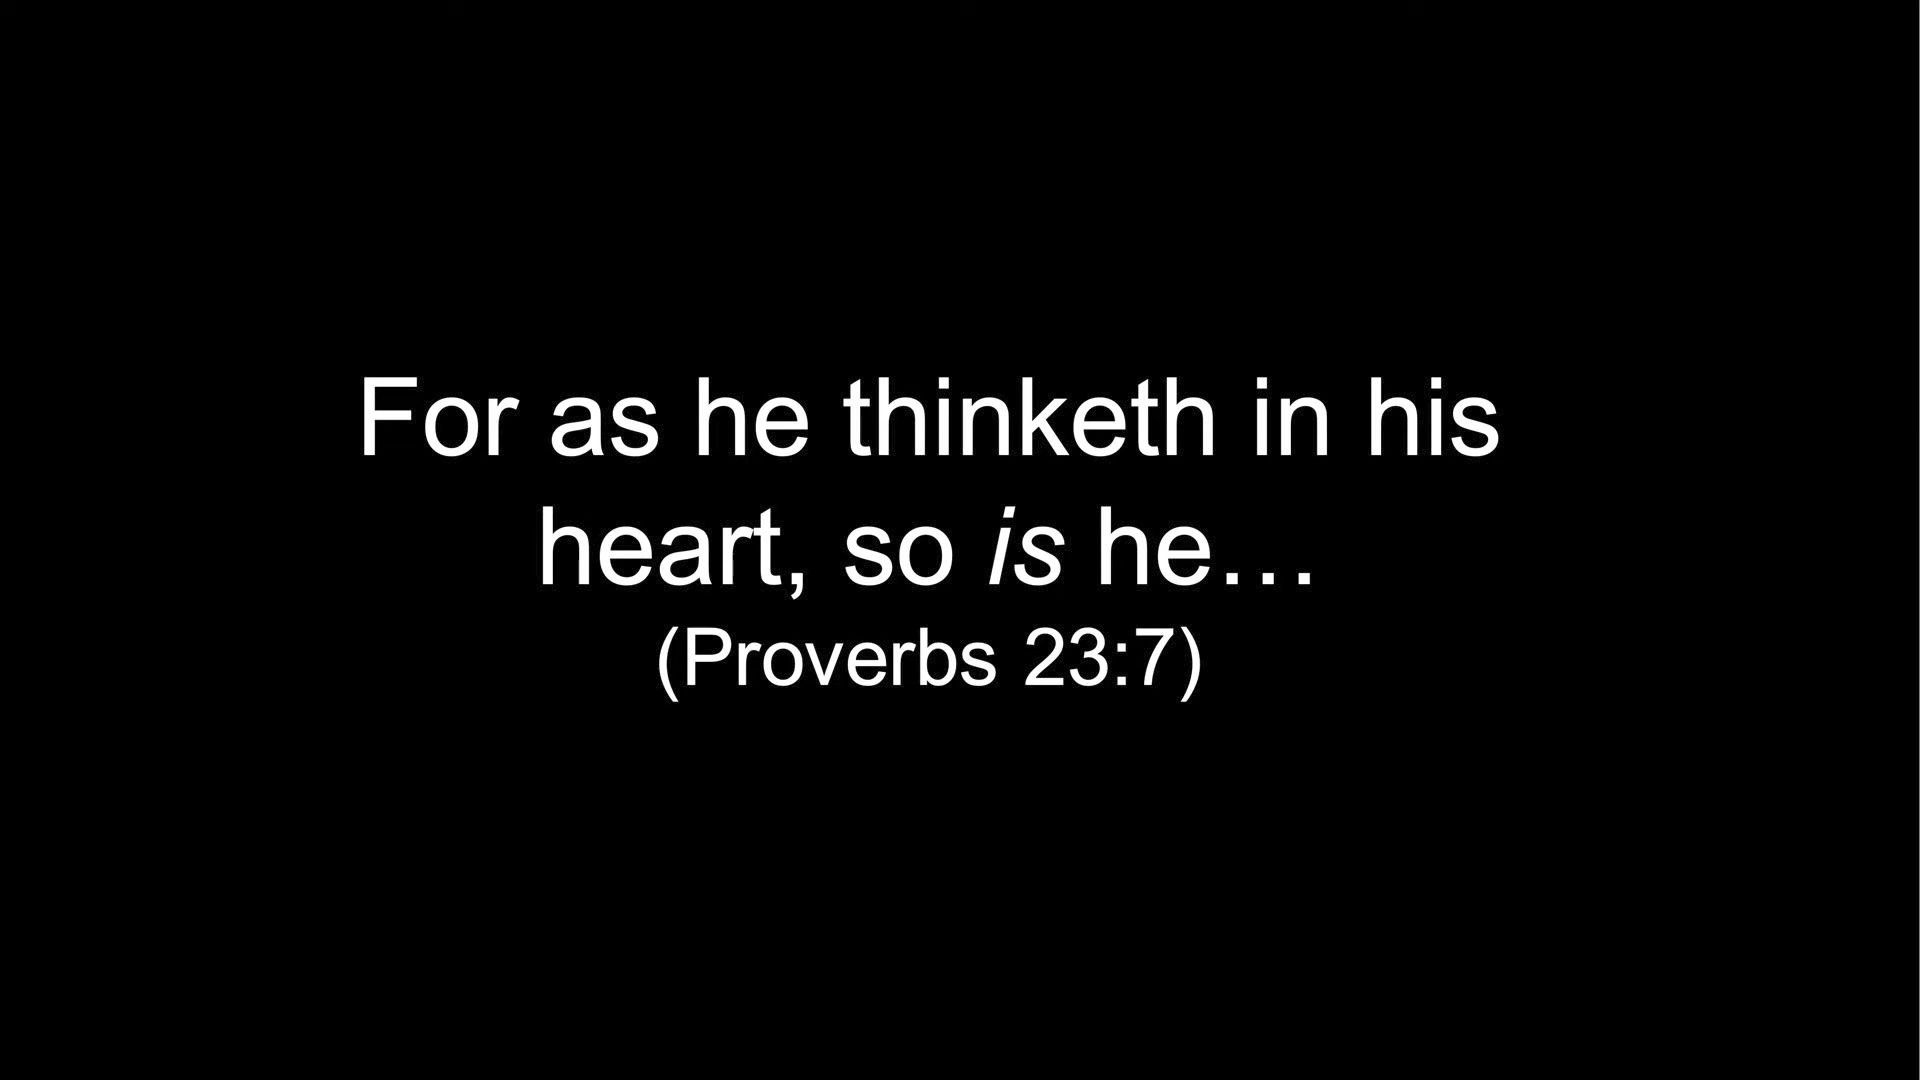 For as he thinketh in his
heart, so is he…
(Proverbs 23:7)